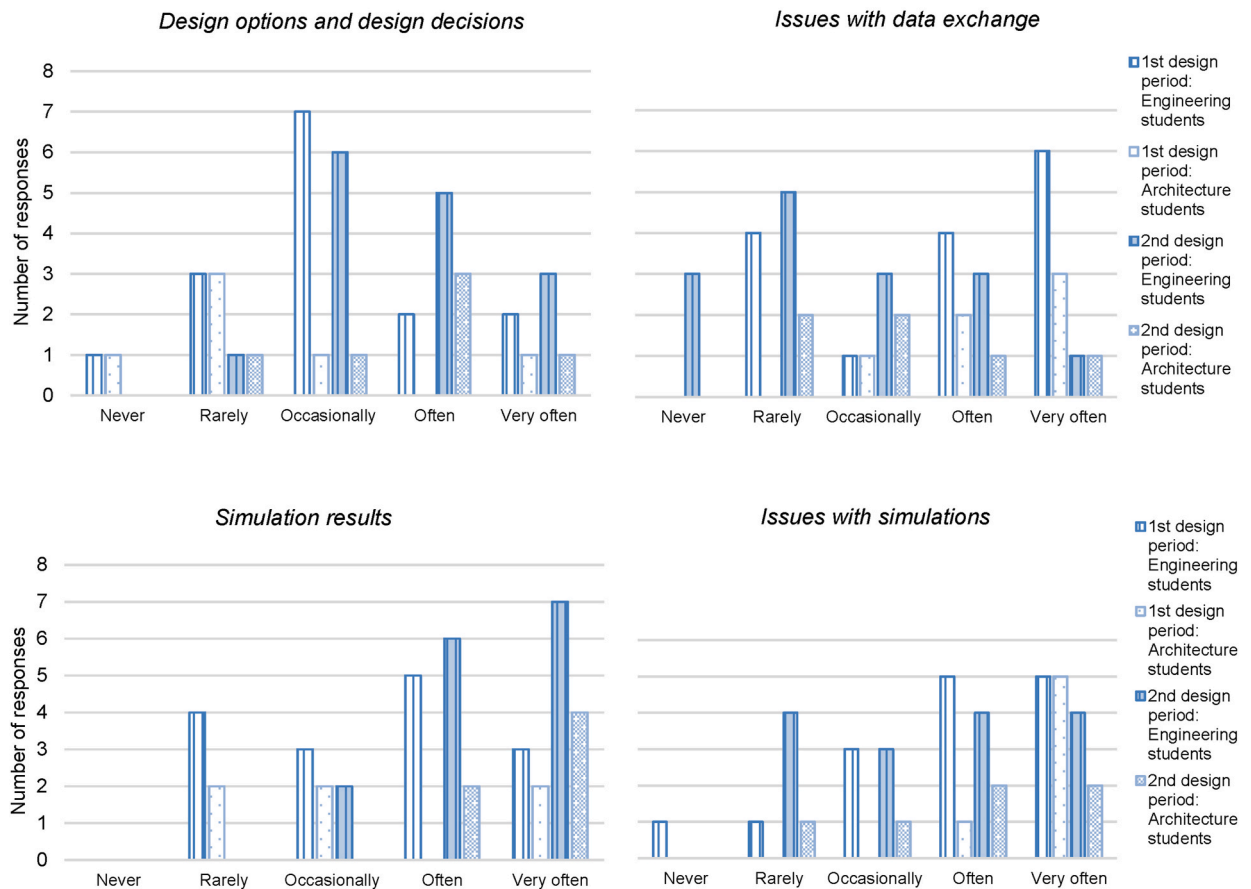 Design options and design decisions
Number of responses
8
7
6
5
4
3
2
1
0
Never
Rarely
Occasionally
Often
Very often
Issues with data exchange
Never
Rarely
Occasionally
Often
Very often
1st design
period:
Engineering
students
1st design
period:
Architecture
students
2nd design
period:
Engineering
students
2nd design
period:
Architecture
students
Simulation results
Number of responses
8
7
6
5
4
3
2
1
0
Never
Rarely
Occasionally
Often
Very often
Issues with simulations
Never
Rarely
Occasionally
Often
Very often
1st design
period:
Engineering
students
1st design
period:
Architecture
students
2nd design
period:
Engineering
students
2nd design
period:
Architecture
students